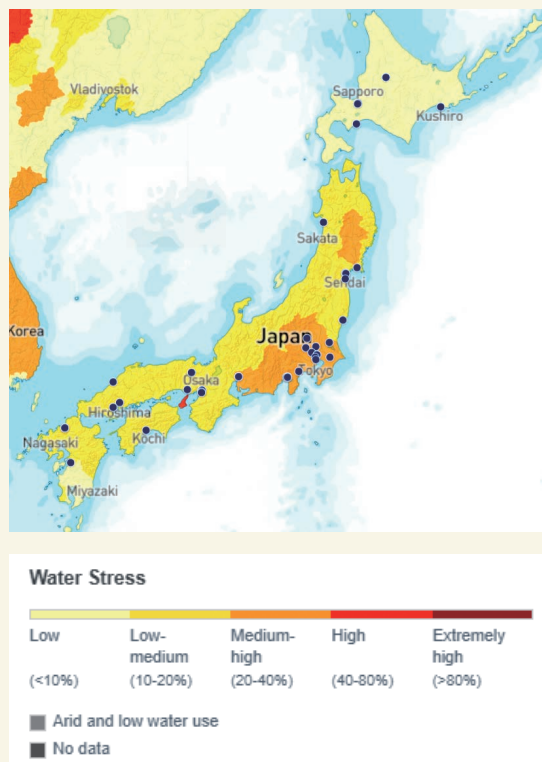 Vladivostok
Sapporo
Kushiro
Sakata
Sendai
Korea
Japan
Tokyo
Osaka
Hiroshima
Kochi
Nagasaki
Miyazaki
Water Stress
Low Low- Medium- High Extremely
medium high high
(<10%) (10-20%) (20-40%) (40-80%) (>80%)
Arid and low water use
No data